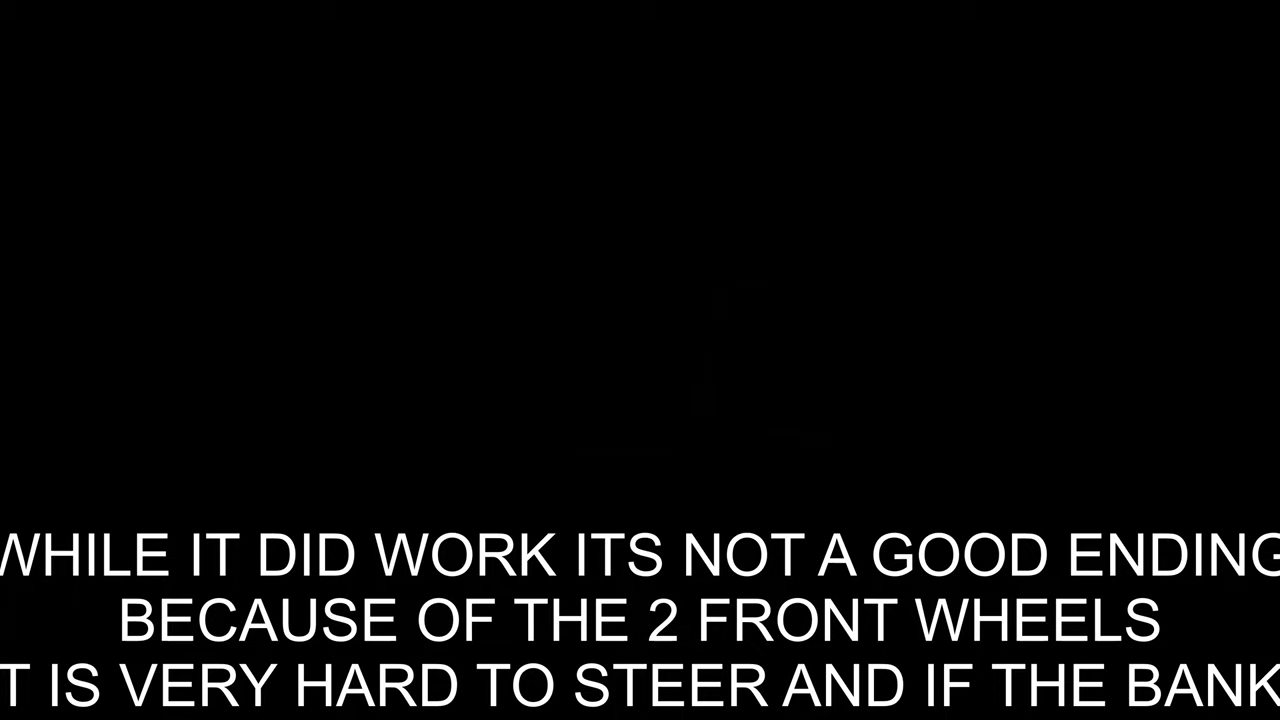 WHILE IT DID WORK ITS NOT A GOOD ENDING
BECAUSE OF THE 2 FRONT WHEELS
T IS VERY HARD TO STEER AND IF THE BANK